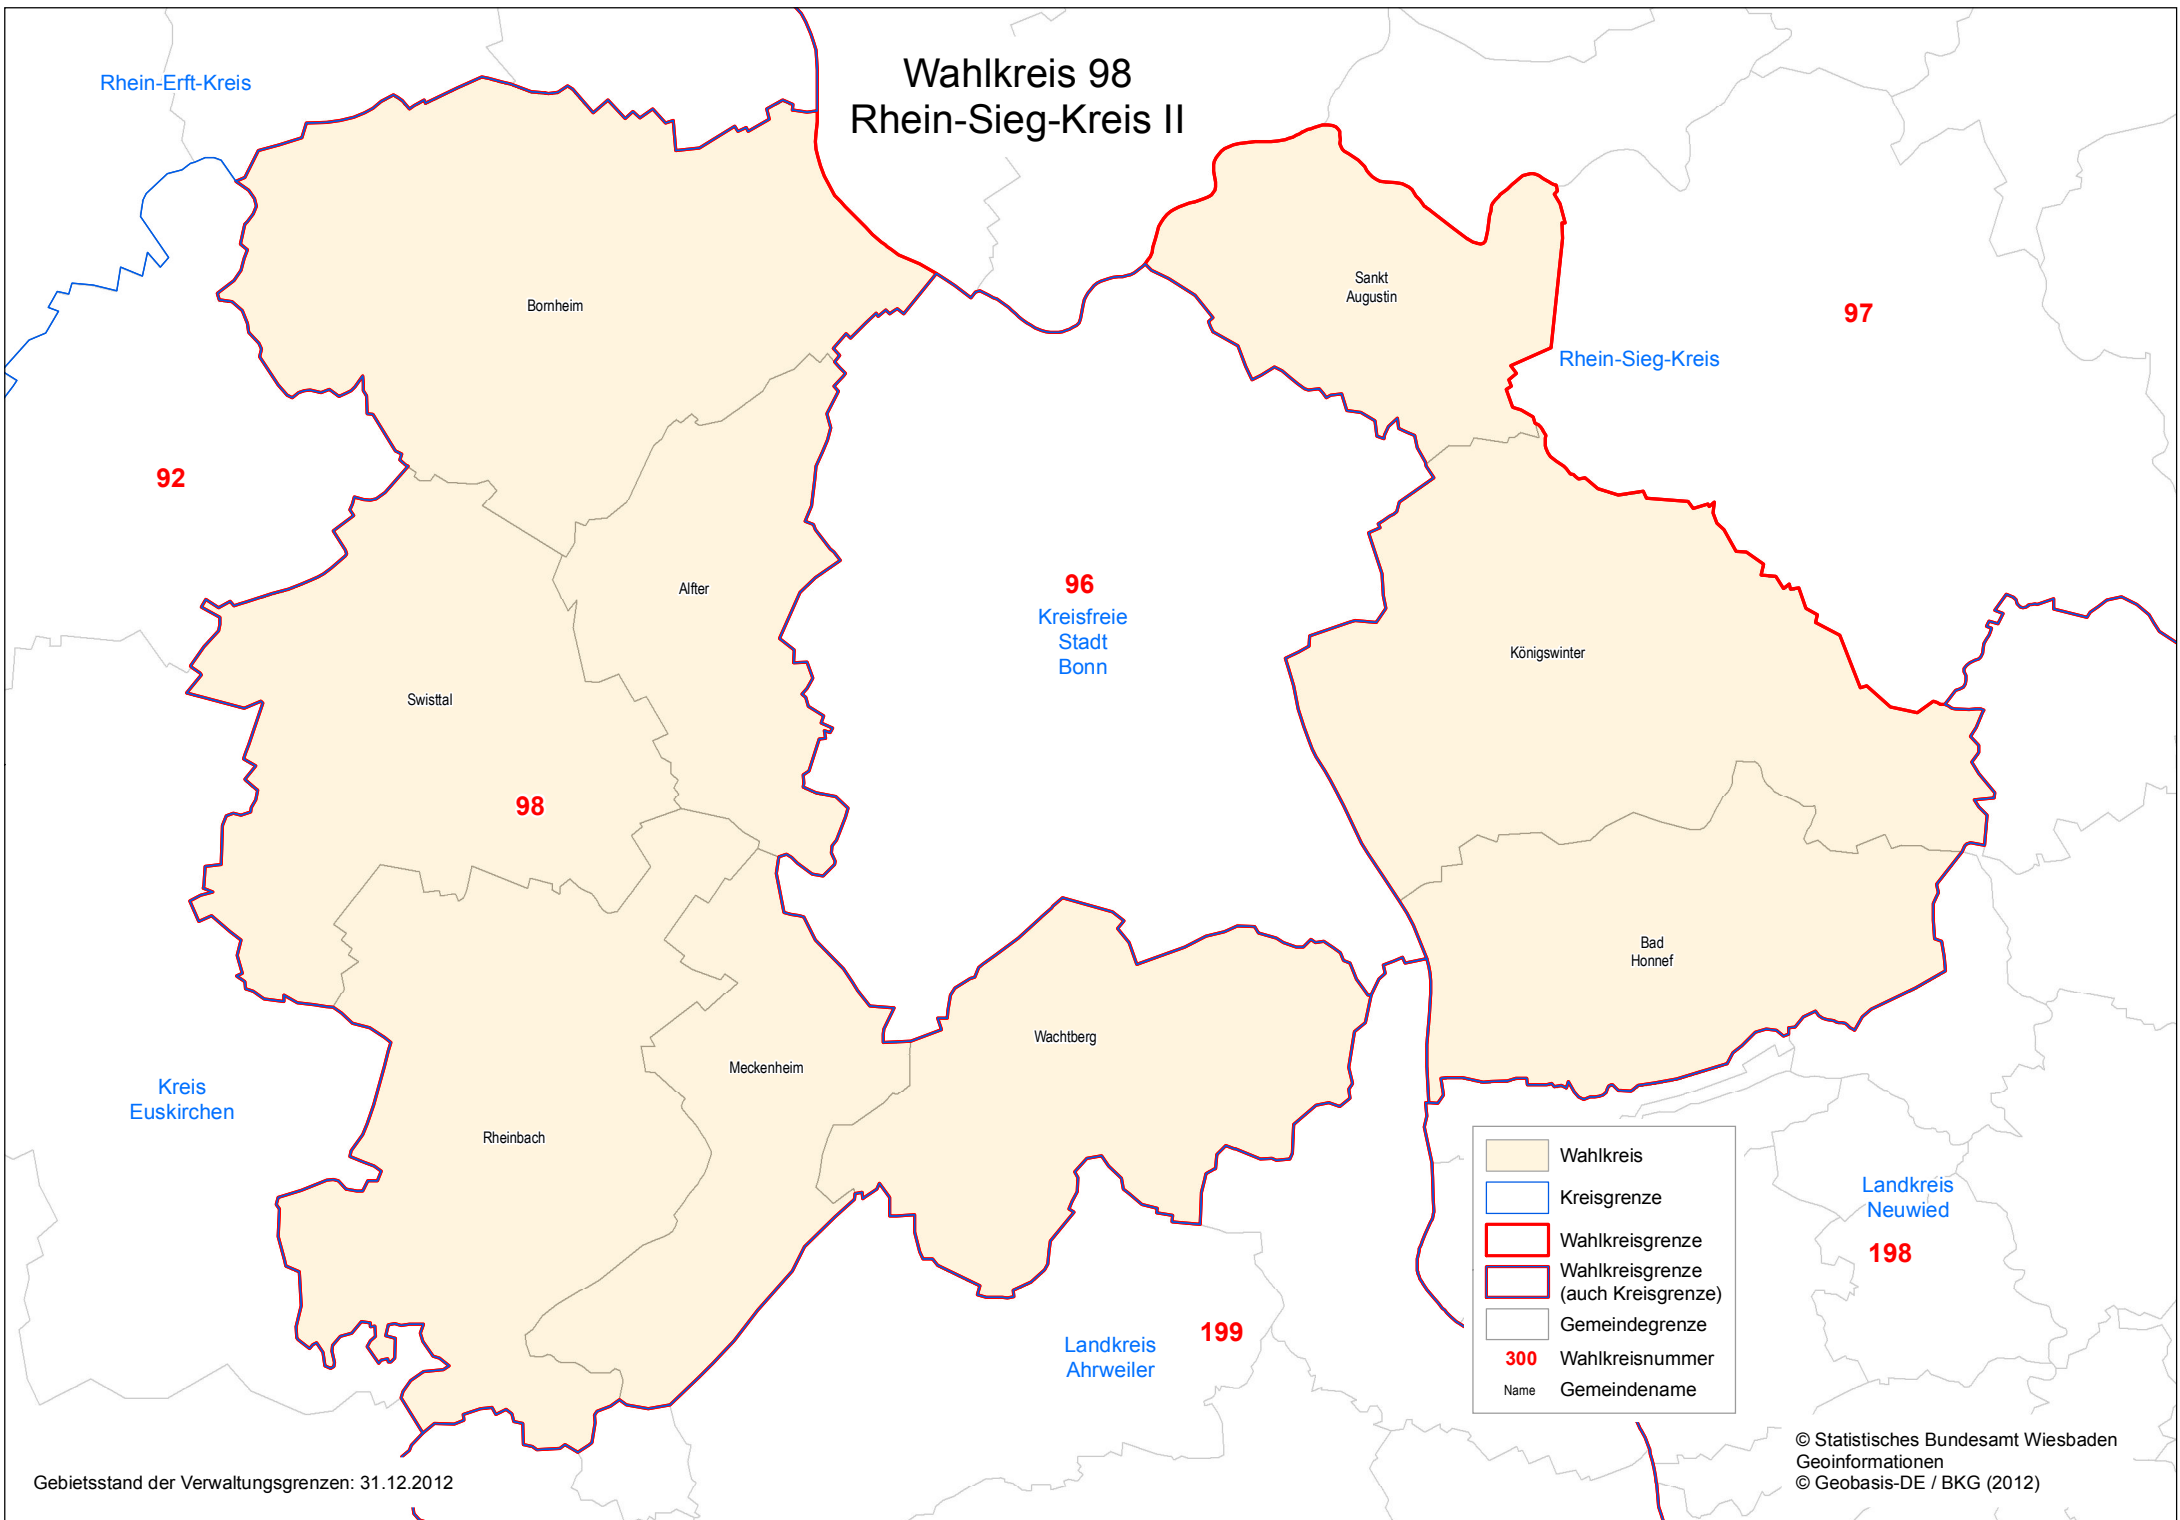 Wahlkreis 98
Rhein-Sieg-Kreis II
Rhein-Erft-Kreis
Sankt
Augustin
Bornheim
97
Rhein-Sieg-Kreis
92
96
Kreisfreie
Stadt
Bonn
Alfter
Königswinter
Swisttal
98
Bad
Honnef
Wachtberg
Meckenheim
Kreis
Euskirchen
Rheinbach
Landkreis
Neuwied
198
199
Landkreis
Ahrweiler
Wahlkreis
Kreisgrenze
Wahlkreisgrenze
Wahlkreisgrenze
(auch Kreisgrenze)
Gemeindegrenze
300 Wahlkreisnummer
Name Gemeindename
Gebietsstand der Verwaltungsgrenzen: 31.12.2012
© Statistisches Bundesamt Wiesbaden
Geoinformationen
© Geobasis-DE / BKG (2012)